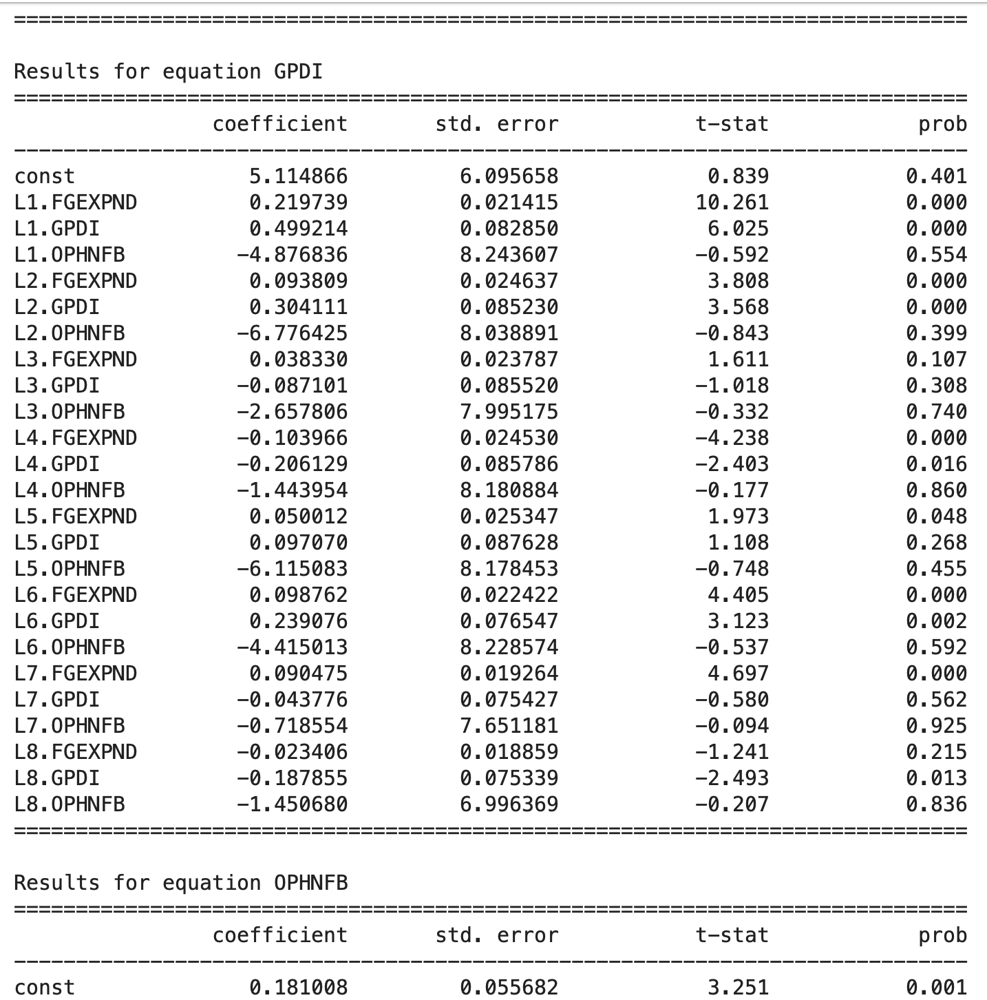 ==============================================================================
Results for equation GPDI
==============================================================================
coefficient std. error t-stat prob
------------------------------------------------------------------------------
const 5.114866 6.095658 0.839 0.401
L1.FGEXPND 0.219739 0.021415 10.261 0.000
L1.GPDI 0.499214 0.082850 6.025 0.000
L1.OPHNFB -4.876836 8.243607 -0.592 0.554
L2.FGEXPND 0.093809 0.024637 3.808 0.000
L2.GPDI 0.304111 0.085230 3.568 0.000
L2.OPHNFB -6.776425 8.038891 -0.843 0.399
L3.FGEXPND 0.038330 0.023787 1.611 0.107
L3.GPDI -0.087101 0.085520 -1.018 0.308
L3.OPHNFB -2.657806 7.995175 -0.332 0.740
L4.FGEXPND -0.103966 0.024530 -4.238 0.000
L4.GPDI -0.206129 0.085786 -2.403 0.016
L4.OPHNFB -1.443954 8.180884 -0.177 0.860
L5.FGEXPND 0.050012 0.025347 1.973 0.048
L5.GPDI 0.097070 0.087628 1.108 0.268
L5.OPHNFB -6.115083 8.178453 -0.748 0.455
L6.FGEXPND 0.098762 0.022422 4.405 0.000
L6.GPDI 0.239076 0.076547 3.123 0.002
L6.OPHNFB -4.415013 8.228574 -0.537 0.592
L7.FGEXPND 0.090475 0.019264 4.697 0.000
L7.GPDI -0.043776 0.075427 -0.580 0.562
L7.OPHNFB -0.718554 7.651181 -0.094 0.925
L8.FGEXPND -0.023406 0.018859 -1.241 0.215
L8.GPDI -0.187855 0.075339 -2.493 0.013
L8.OPHNFB -1.450680 6.996369 -0.207 0.836
==============================================================================
Results for equation OPHNFB
==============================================================================
coefficient std. error t-stat prob
------------------------------------------------------------------------------
const 0.181008 0.055682 3.251 0.001